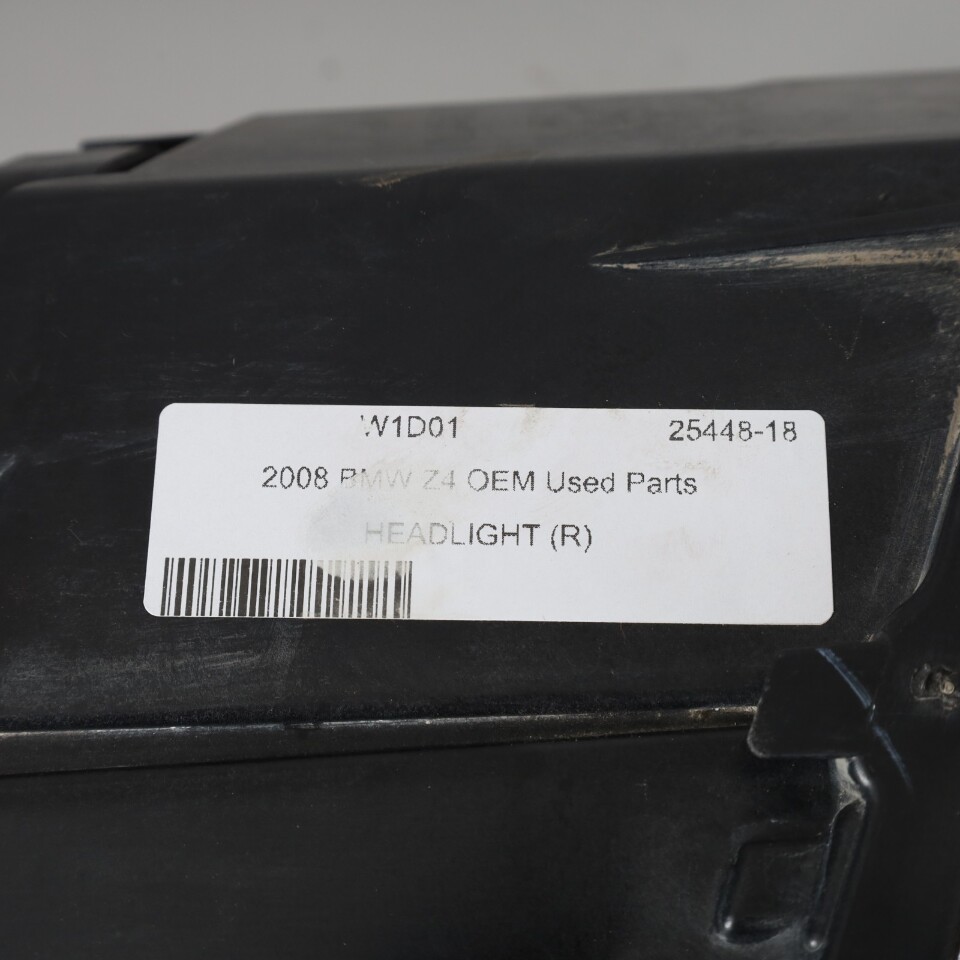 W1D01 25448-18
2008 BMW Z4 OEM Used Parts
HEADLIGHT (R)